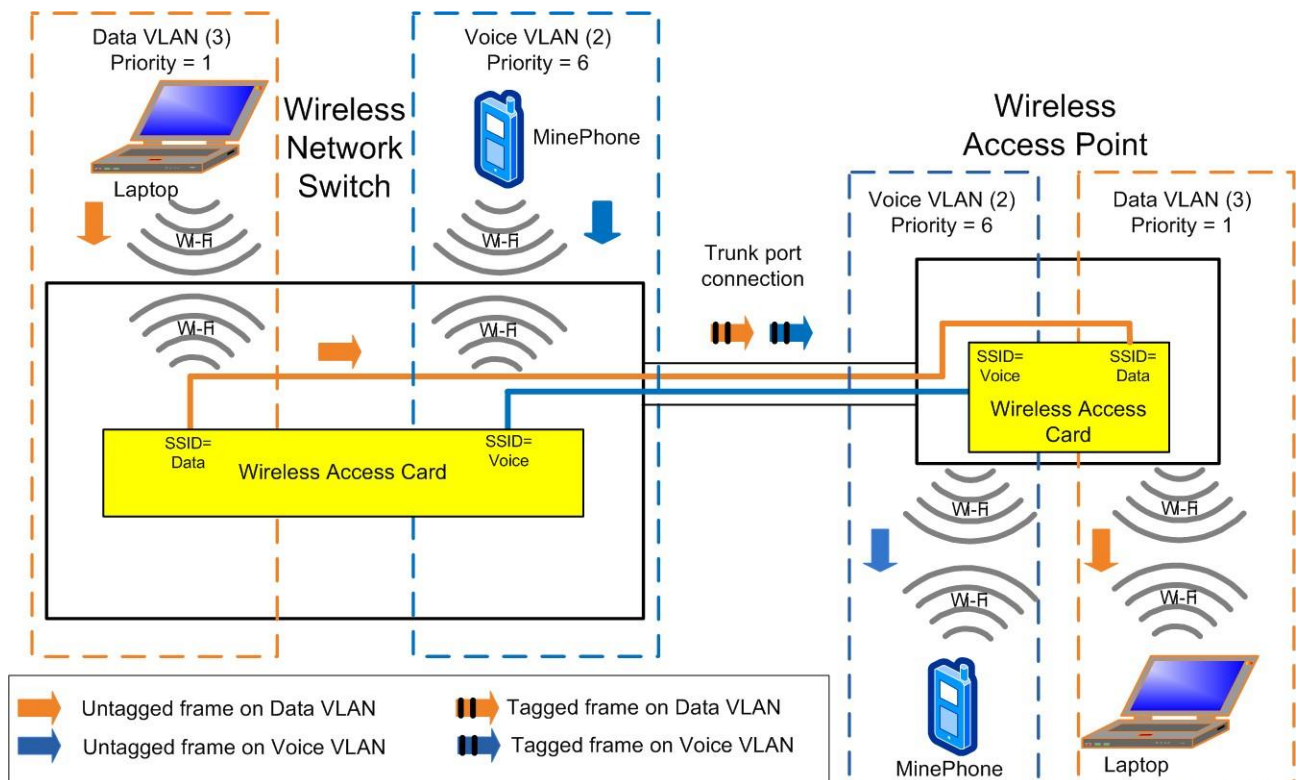 Data VLAN (3)
Priority = 1
Voice VLAN (2)
Priority = 6
Wireless
Network
Switch
Laptop
MinePhone
Wi-Fi
Wi-Fi
Wi-Fi
Wi-Fi
SSID=
Data
SSID=
Voice
Wireless Access Card
Trunk port
connection
Wireless
Access Point
Voice VLAN (2)
Priority = 6
Data VLAN (3)
Priority = 1
SSID=
Voice
SSID=
Data
Wireless Access
Card
Wi-Fi
Wi-Fi
Wi-Fi
Wi-Fi
MinePhone
Laptop
Untagged frame on Data VLAN
Tagged frame on Data VLAN
Untagged frame on Voice VLAN
Tagged frame on Voice VLAN